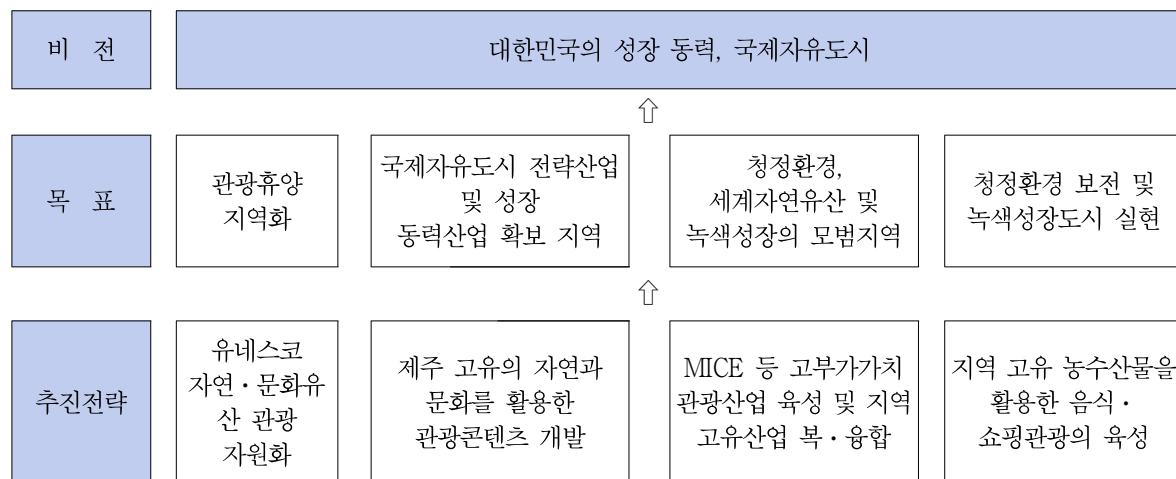 비 전
대한민국의 성장 동력, 국제자유도시
⇧
목 표
관광휴양
지역화
국제자유도시 전략산업
및 성장
동력산업 확보 지역
청정환경,
세계자연유산 및
녹색성장의 모범지역
청정환경 보전 및
녹색성장도시 실현
⇧
추진전략
유네스코
자연·문화유
산 관광
자원화
제주 고유의 자연과
문화를 활용한
관광콘텐츠 개발
MICE 등 고부가가치
관광산업 육성 및 지역
고유산업 복·융합
지역 고유 농수산물을
활용한 음식·
쇼핑관광의 육성